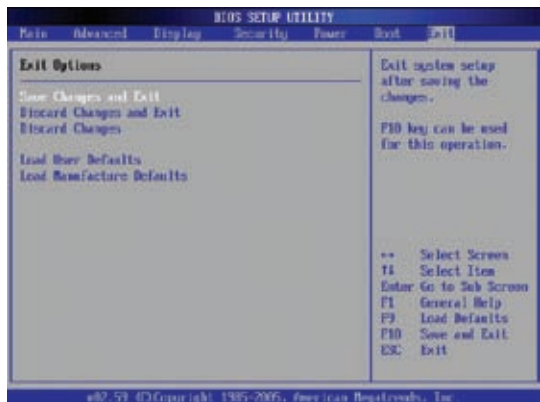 BIOS SETUP UTILITY
Main Advanced Display Security Power Boot Exit
Exit Options
Save Changes and Exit
Discard Changes and Exit
Discard Changes
Load User Defaults
Load Manufacture Defaults
Exit system setup
after saving the
changes.
F10 key can be used
for this operation.
Select Screen
Select Item
Enter Go to Sub Screen
F1 General Help
F9 Load Defaults
F10 Save and Exit
ESC Exit
v02.59 (C)Copyright 1985-2005, American Megatrends, Inc